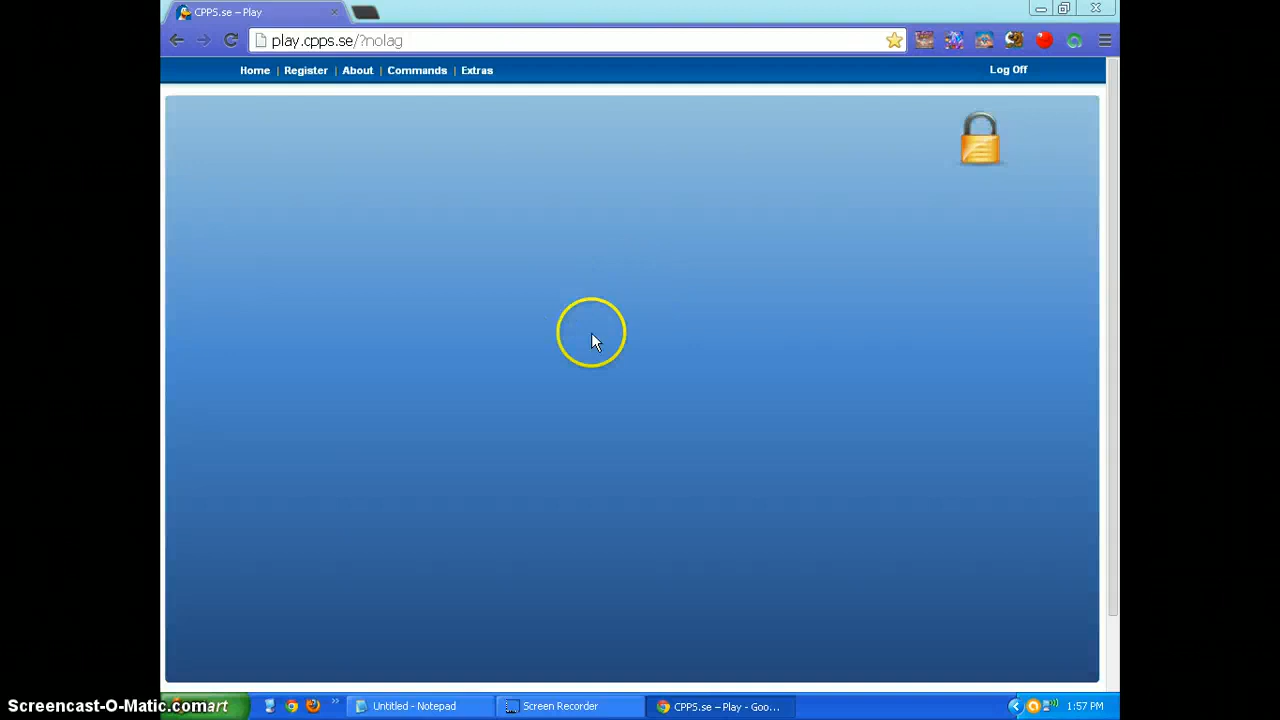 CPPS.se – Play
play.cpps.se/?nolag
Home | Register | About | Commands | Extras
Log Off
Screencast-O-Matic.com
art
Untitled - Notepad
Screen Recorder
CPPS.se – Play - Goo...
1:57 PM